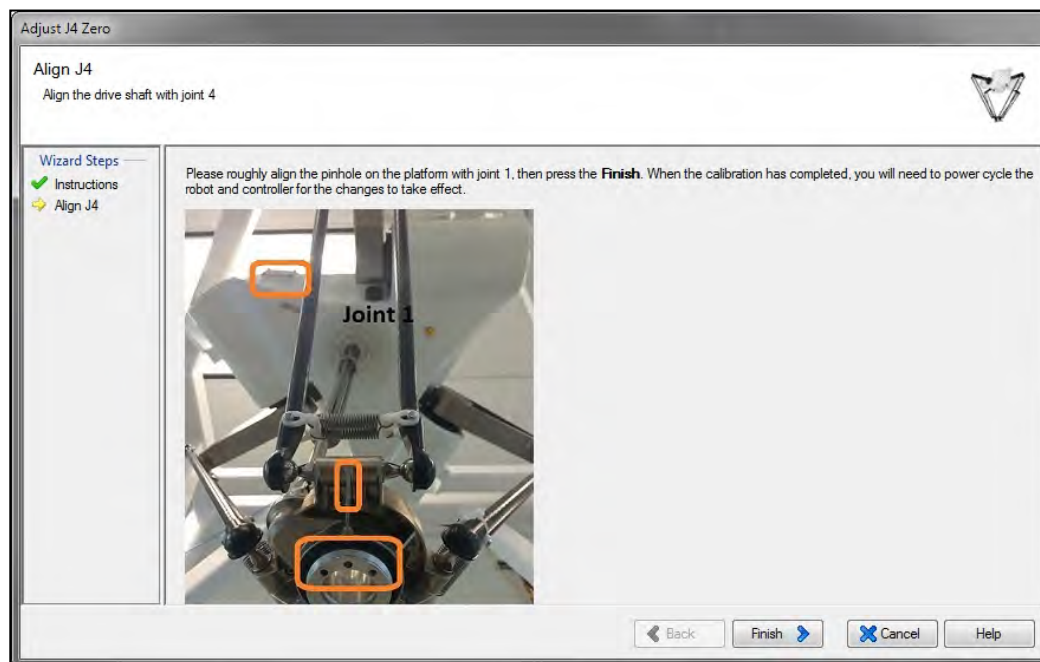 Adjust J4 Zero
Align J4
Align the drive shaft with joint 4
Wizard Steps
Instructions
Align J4
Please roughly align the pinhole on the platform with joint 1, then press the Finish. When the calibration has completed, you will need to power cycle the
robot and controller for the changes to take effect.
Joint 1
Back
Finish
Cancel
Help